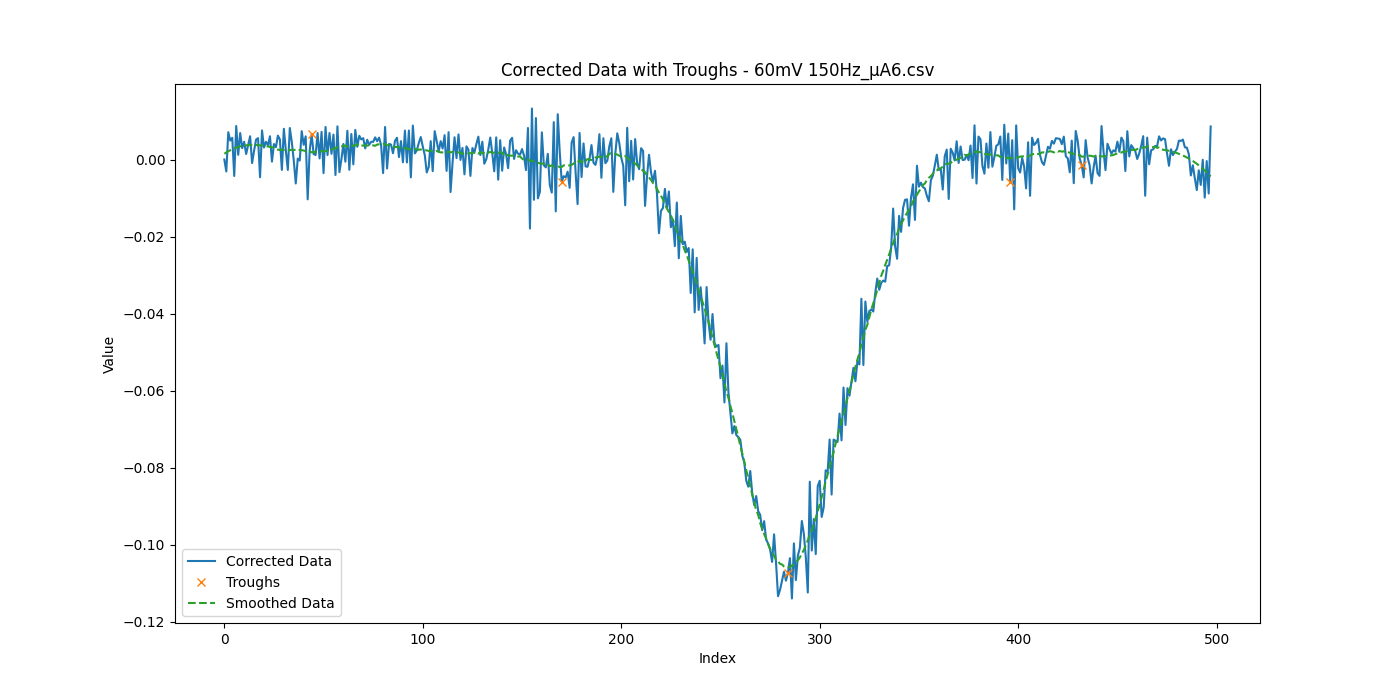 Corrected Data with Troughs - 60mV 150Hz_µA6.csv
Value
0.00
−0.02
−0.04
−0.06
−0.08
−0.10
−0.12
Corrected Data
Troughs
Smoothed Data
0 100 200 300 400 500
Index